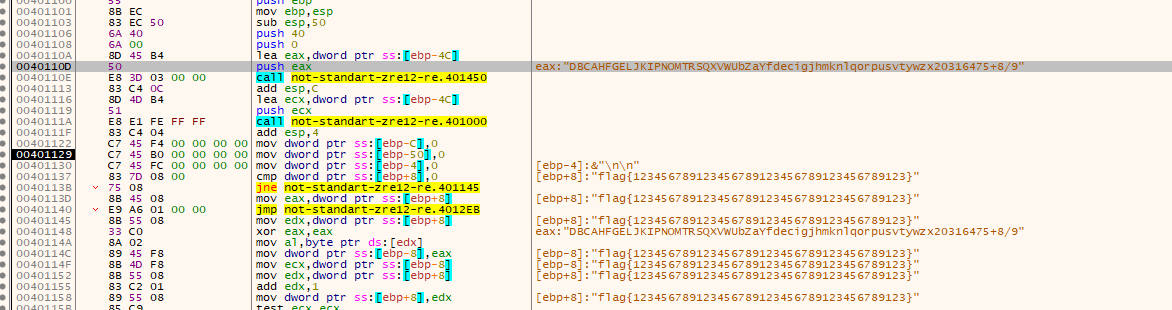 00401100 55 push ebp
00401101 8B EC mov ebp,esp
00401103 83 EC 50 sub esp,50
00401106 6A 40 push 40
00401108 6A 00 push 0
0040110A 8D 45 B4 lea eax,dword ptr ss:[ebp-4C]
0040110D 50 push eax eax:"DBCAHFGELJKIPNOMTRSQXVWUbZaYfdecigjhmknlqorpusvtywzx20316475+8/9"
0040110E E8 3D 03 00 00 call not-standart-zre12-re.401450
00401113 83 C4 0C add esp,C
00401116 8D 4D B4 lea ecx,dword ptr ss:[ebp-4C]
00401119 51 push ecx
0040111A E8 E1 FE FF FF call not-standart-zre12-re.401000
0040111F 83 C4 04 add esp,4
00401122 C7 45 F4 00 00 00 00 mov dword ptr ss:[ebp-C],0
00401129 C7 45 B0 00 00 00 00 mov dword ptr ss:[ebp-50],0
00401130 C7 45 FC 00 00 00 00 mov dword ptr ss:[ebp-4],0 [ebp-4]:&"\n\n"
00401137 83 7D 08 00 cmp dword ptr ss:[ebp+8],0 [ebp+8]:"flag{123456789123456789123456789123}"
0040113B 75 08 jne not-standart-zre12-re.401145
0040113D 8B 45 08 mov eax,dword ptr ss:[ebp+8] [ebp+8]:"flag{123456789123456789123456789123}"
00401140 E9 A6 01 00 00 jmp not-standart-zre12-re.4012EB
00401145 8B 55 08 mov edx,dword ptr ss:[ebp+8] [ebp+8]:"flag{123456789123456789123456789123}"
00401148 33 C0 xor eax,eax eax:"DBCAHFGELJKIPNOMTRSQXVWUbZaYfdecigjhmknlqorpusvtywzx20316475+8/9"
0040114A 8A 02 mov al,byte ptr ds:[edx]
0040114C 89 45 F8 mov dword ptr ss:[ebp-8],eax [ebp-8]:"flag{123456789123456789123456789123}"
0040114F 8B 4D F8 mov ecx,dword ptr ss:[ebp-8] [ebp-8]:"flag{123456789123456789123456789123}"
00401152 8B 55 08 mov edx,dword ptr ss:[ebp+8] [ebp+8]:"flag{123456789123456789123456789123}"
00401155 83 C2 01 add edx,1
00401158 89 55 08 mov dword ptr ss:[ebp+8],edx [ebp+8]:"flag{123456789123456789123456789123}"
0040115B 85 C9 test ecx,ecx